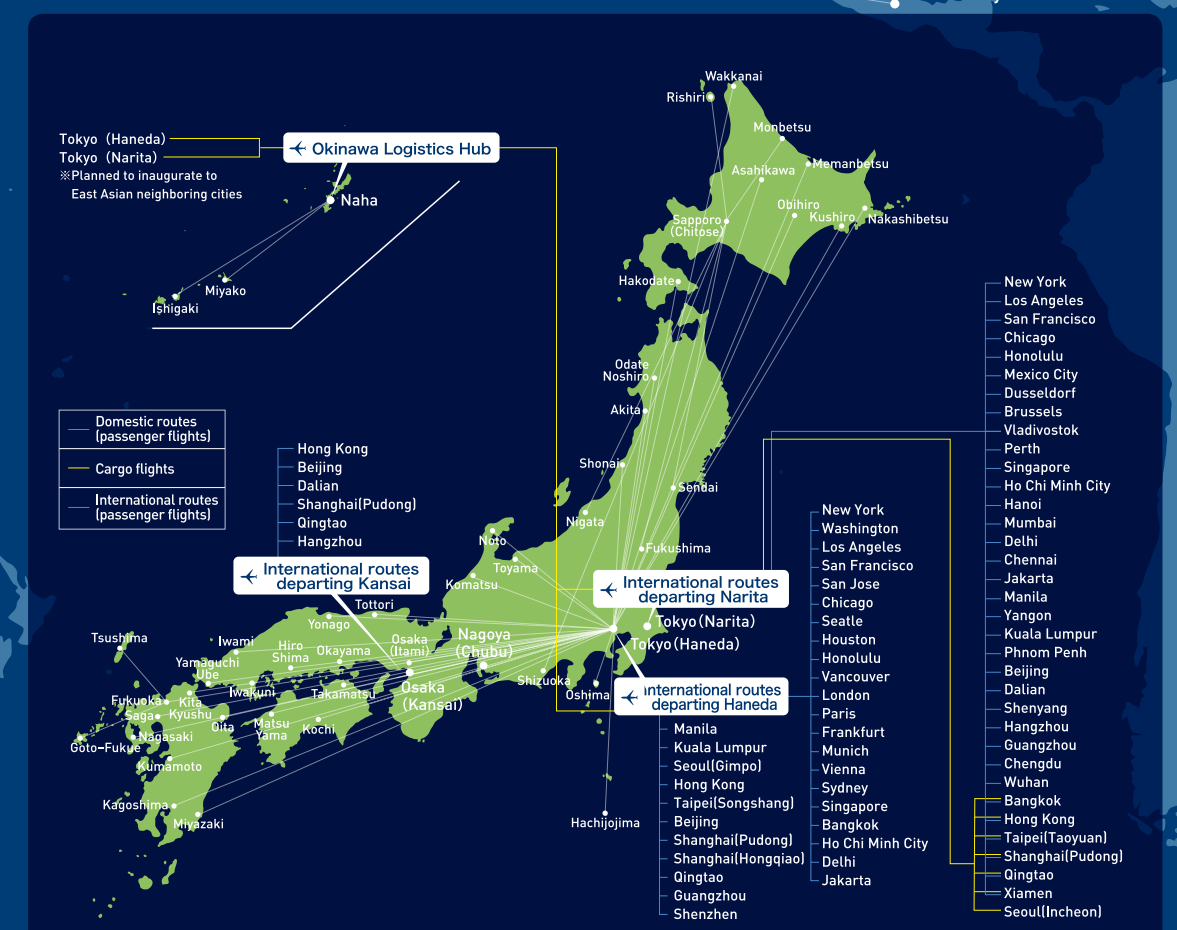 Wakkanai
Rishiri
Monbetsu
Memanbetsu
Asahikawa
Obihiro
Kushiro
Nakashibetsu
Sapporo
(Chitose)
Hakodate
Tokyo (Haneda)
Tokyo (Narita)
※Planned to inaugurate to
East Asian neighboring cities
Okinawa Logistics Hub
Naha
Miyako
Ishigaki
Odate
Noshiro
Akita
Shonai
Sendai
Nigata
Fukushima
Noto
Toyama
Komatsu
Domestic routes
(passenger flights)
Cargo flights
International routes
(passenger flights)
Hong Kong
Beijing
Dalian
Shanghai(Pudong)
Qingtao
Hangzhou
International routes
departing Kansai
International routes
departing Narita
Tokyo(Narita)
Tokyo(Haneda)
International routes
departing Haneda
Tottori
Yonago
Tsushima
Iwami
Hiro
Shima
Okayama
Osaka
(Itami)
Nagoya
(Chubu)
Yamaguchi
Ube
Iwakuni
Takamatsu
Osaka
(Kansai)
Shizuoka
Oshima
Fukuoka
Kita
Kyushu
Saga
Oita
Matsu
Yama
Kochi
Nagasaki
Goto-Fukue
Kumamoto
Kagoshima
Miyazaki
Hachijojima
Manila
Kuala Lumpur
Seoul(Gimpo)
Hong Kong
Taipei(Songshang)
Beijing
Shanghai(Pudong)
Shanghai(Hongqiao)
Qingtao
Guangzhou
Shenzhen
New York
Washington
Los Angeles
San Francisco
San Jose
Chicago
Seatle
Houston
Honolulu
Vancouver
London
Paris
Frankfurt
Munich
Vienna
Sydney
Singapore
Bangkok
Ho Chi Minh City
Delhi
Jakarta
New York
Los Angeles
San Francisco
Chicago
Honolulu
Mexico City
Dusseldorf
Brussels
Vladivostok
Perth
Singapore
Ho Chi Minh City
Hanoi
Mumbai
Delhi
Chennai
Jakarta
Manila
Yangon
Kuala Lumpur
Phnom Penh
Beijing
Dalian
Shenyang
Hangzhou
Guangzhou
Chengdu
Wuhan
Bangkok
Hong Kong
Taipei(Taoyuan)
Shanghai(Pudong)
Qingtao
Xiamen
Seoul(Incheon)